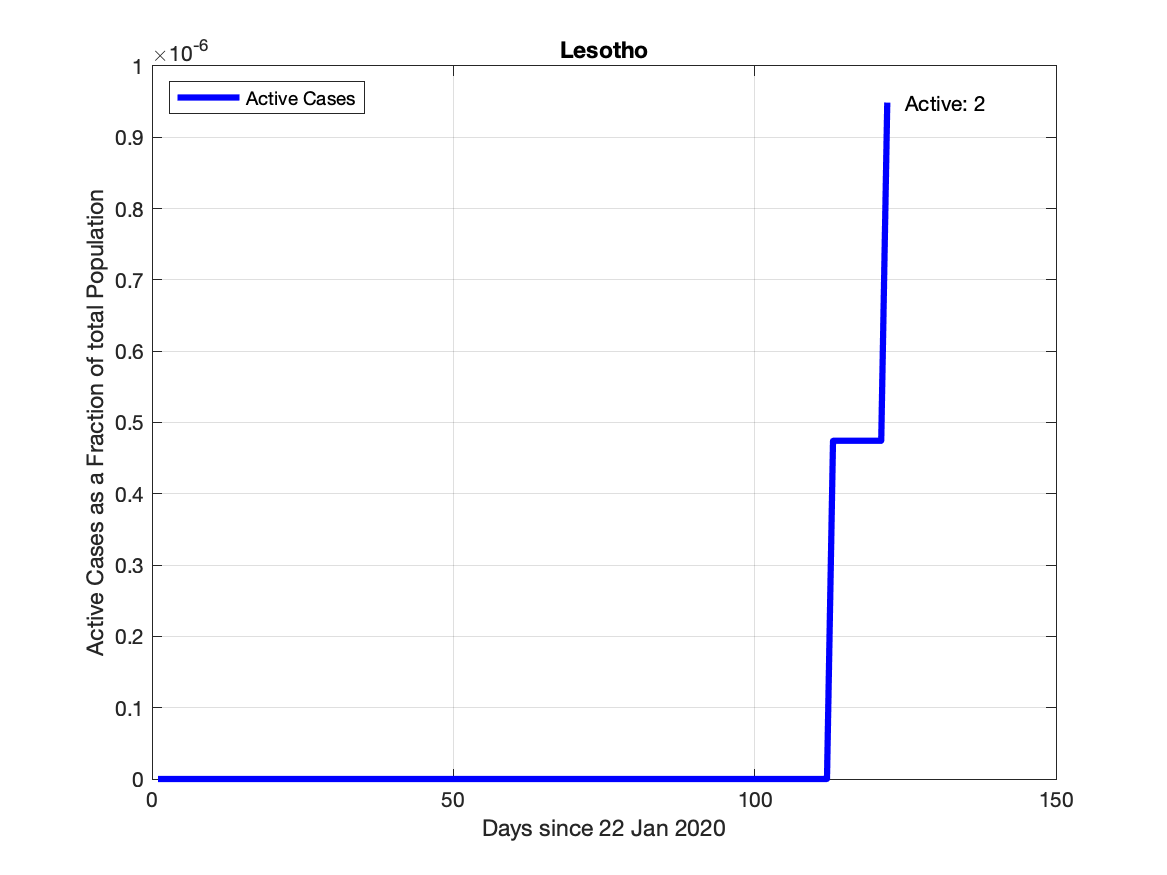 Lesotho
×10-6
Active Cases
Active: 2
Active Cases as a Fraction of total Population
1
0.9
0.8
0.7
0.6
0.5
0.4
0.3
0.2
0.1
0
0 50 100 150
Days since 22 Jan 2020